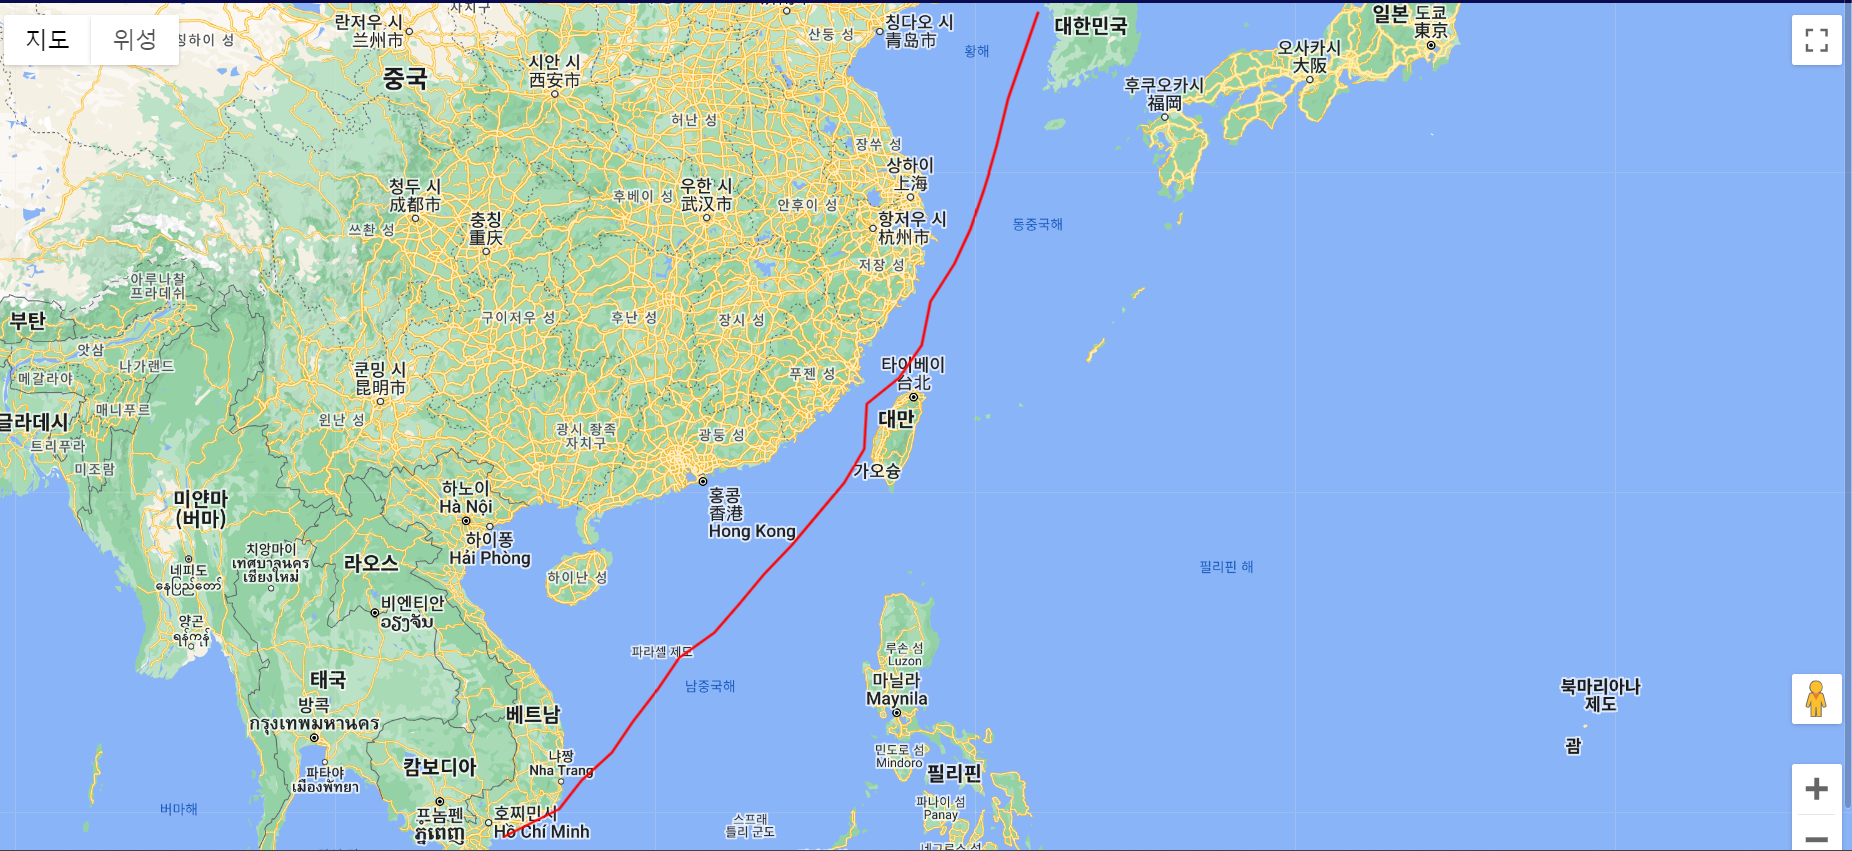 지도
위성
란저우 시
兰州市
자치구
칭하이 성
중국
시안 시
西安市
산둥 성
칭다오 시
青岛市
황해
대한민국
일본
도쿄
東京
오사카시
大阪
후쿠오카시
福岡
허난 성
장쑤 성
상하이
上海
청두 시
成都市
충칭
重庆
후베이 성
우한 시
武汉市
안후이 성
항저우 시
杭州市
쓰촨 성
저장 성
동중국해
아루나찰
프라데쉬
부탄
앗삼
나가랜드
메갈라야
매니푸르
글라데시
트리푸라
미조람
구이저우 성
후난 성
장시 성
쿤밍 시
昆明市
윈난 성
푸젠 성
타이베이
台北
대만
가오슝
광시 좡족
자치구
광둥 성
홍콩
香港
Hong Kong
미얀마
(버마)
하노이
Hà Nội
하이퐁
Hải Phòng
하이난 성
치앙마이
เทศบาลนคร
เชียงใหม่
네피도
နေပြည်တော်
라오스
비엔티안
ວຽງຈັນ
양곤
ရန်ကုန်
태국
방콕
กรุงเทพมหานคร
파타야
เมืองพัทยา
버마해
캄보디아
프놈펜
ភ្នំពេញ
베트남
냐짱
Nha Trang
호찌민시
Hồ Chí Minh
파라셀 제도
남중국해
스프래
틀리 군도
루손 섬
Luzon
마닐라
Maynila
민도로 섬
Mindoro
필리핀
파나이 섬
Panay
네그로스 섬
필리핀 해
북마리아나
제도
괌